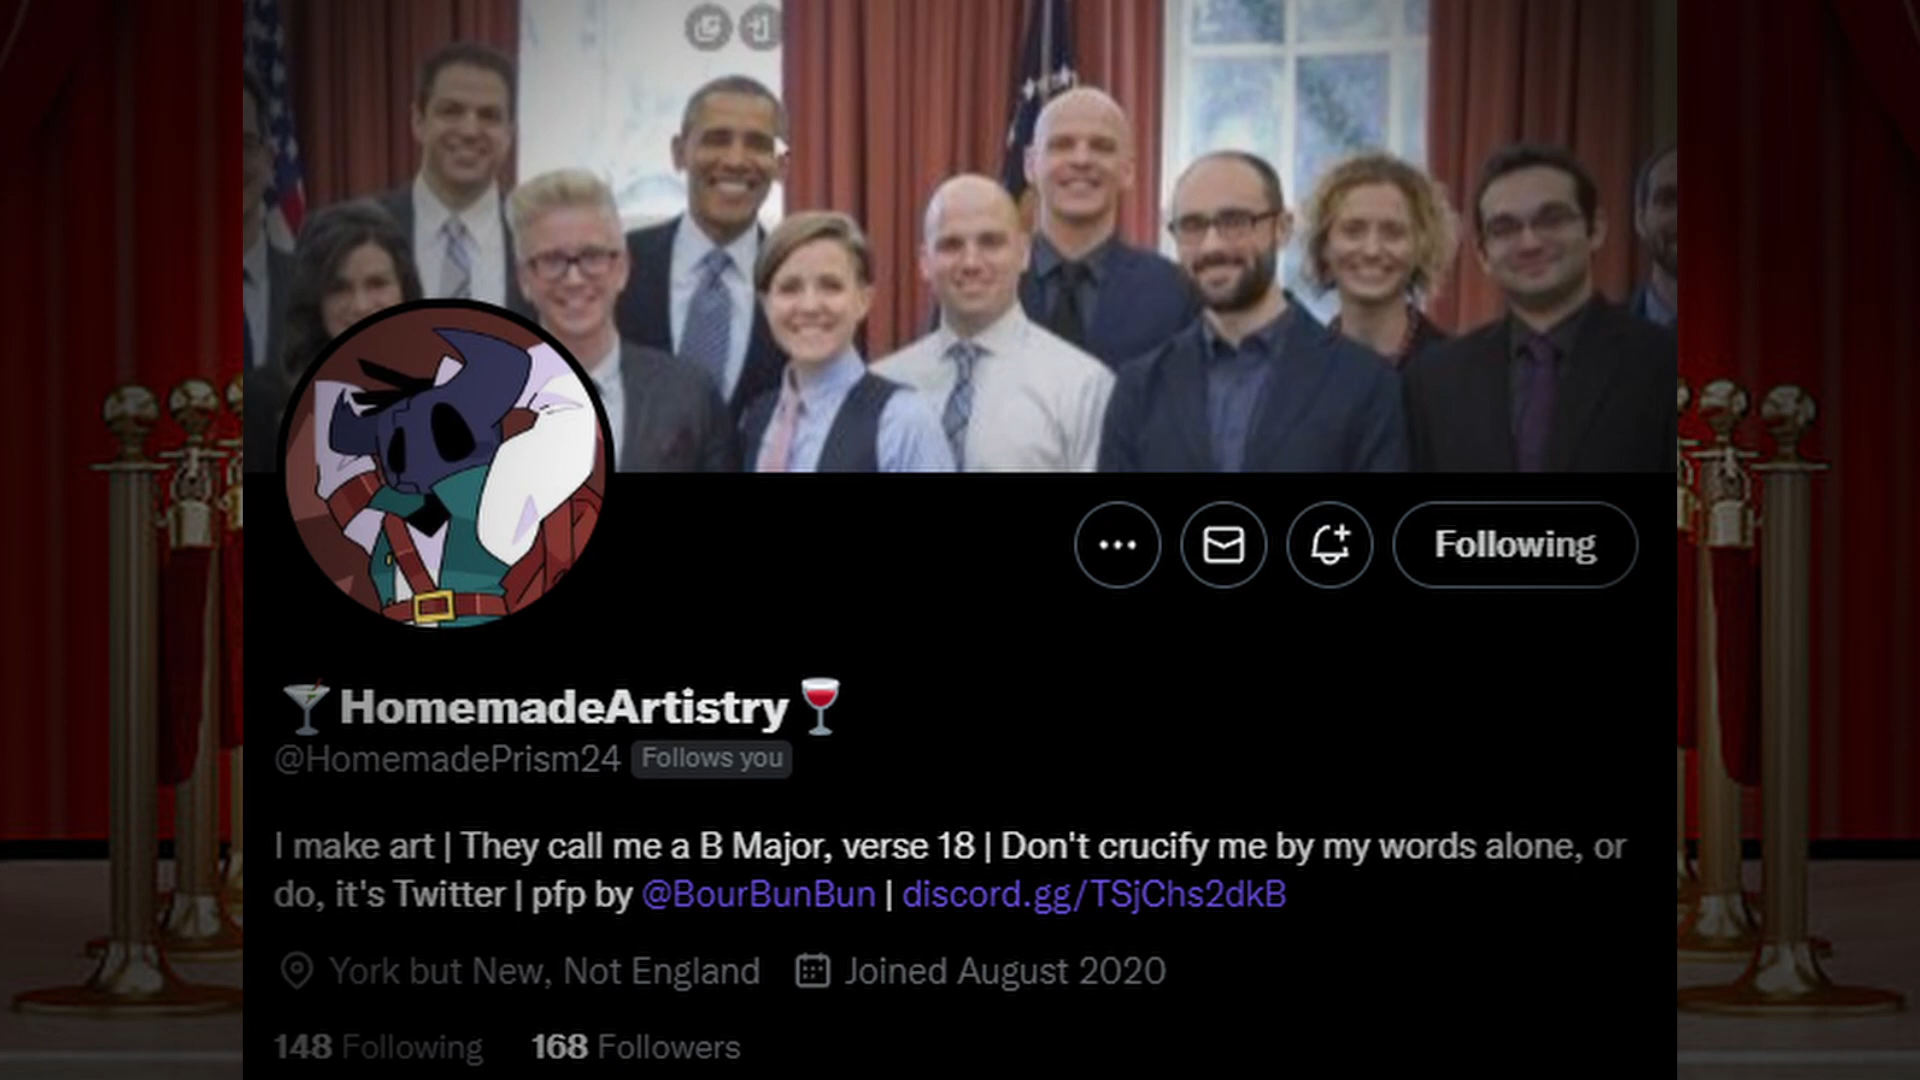 Following
🍸HomemadeArtistry🍷
@HomemadePrism24 Follows you
I make art | They call me a B Major, verse 18 | Don't crucify me by my words alone, or
do, it's Twitter | pfp by @BourBunBun | discord.gg/TSjChs2dkB
York but New, Not England Joined August 2020
148 Following 168 Followers